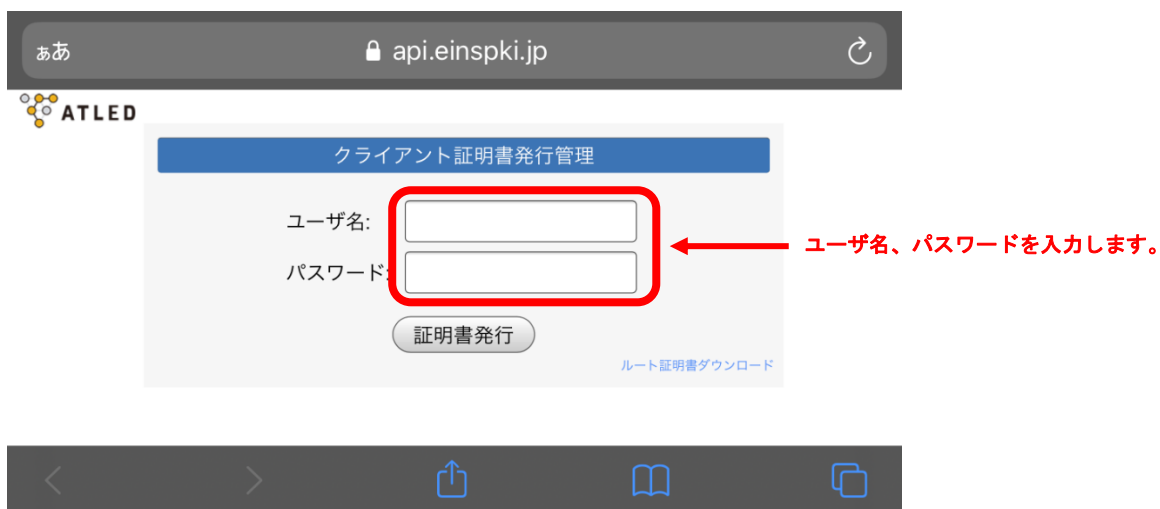 ぁあ
api.einspki.jp
ATLED
クライアント証明書発行管理
ユーザ名:
パスワード:
ユーザ名、パスワードを入力します。
証明書発行
ルート証明書ダウンロード